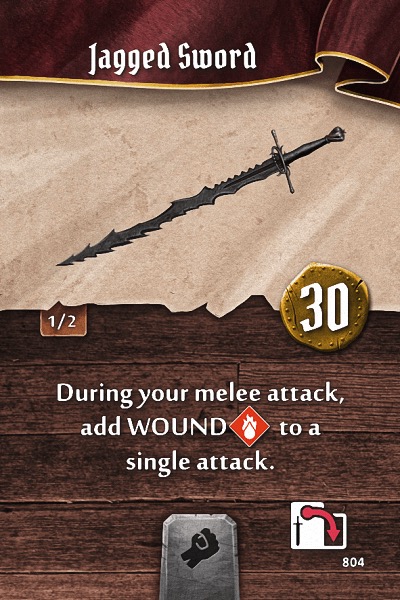 Jagged Sword
1/2
30
During your melee attack,
add WOUND to a
single attack.
804